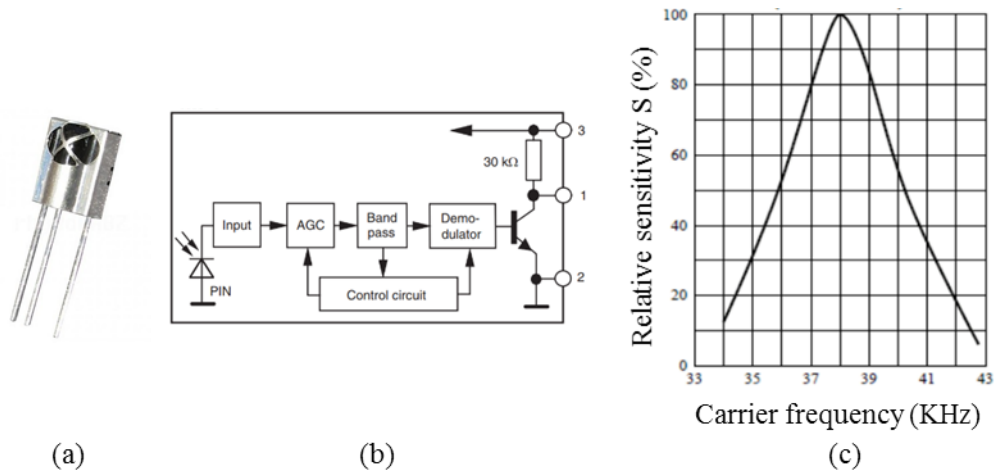 3
30 kΩ
1
Input
AGC
Band
pass
Demo-
dulator
2
PIN
Control circuit
Relative sensitivity S (%)
100
80
60
40
20
0
33
35
37
39
41
43
Carrier frequency (KHz)
(a)
(b)
(c)